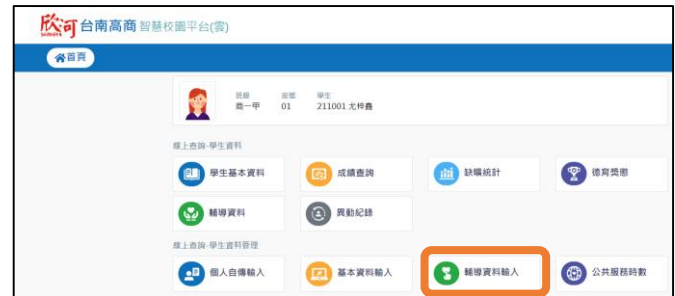 欣河台南高商 智慧校園平台(雲)
首頁
班級 座號 學生
商一甲 01 211001 尤梓鑫
線上查詢-學生資料
學生基本資料 成績查詢 缺曠統計 德育獎懲
輔導資料 異動紀錄
線上查詢-學生資料管理
個人自傳輸入 基本資料輸入 輔導資料輸入 公共服務時數